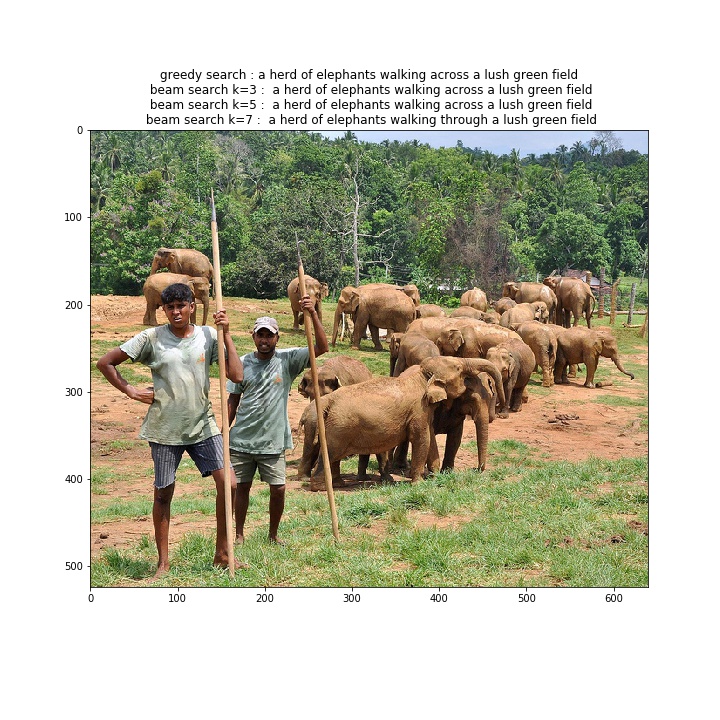 greedy search : a herd of elephants walking across a lush green field
beam search k=3 :  a herd of elephants walking across a lush green field
beam search k=5 :  a herd of elephants walking across a lush green field
beam search k=7 :  a herd of elephants walking through a lush green field
0
100
200
300
400
500
0 100 200 300 400 500 600